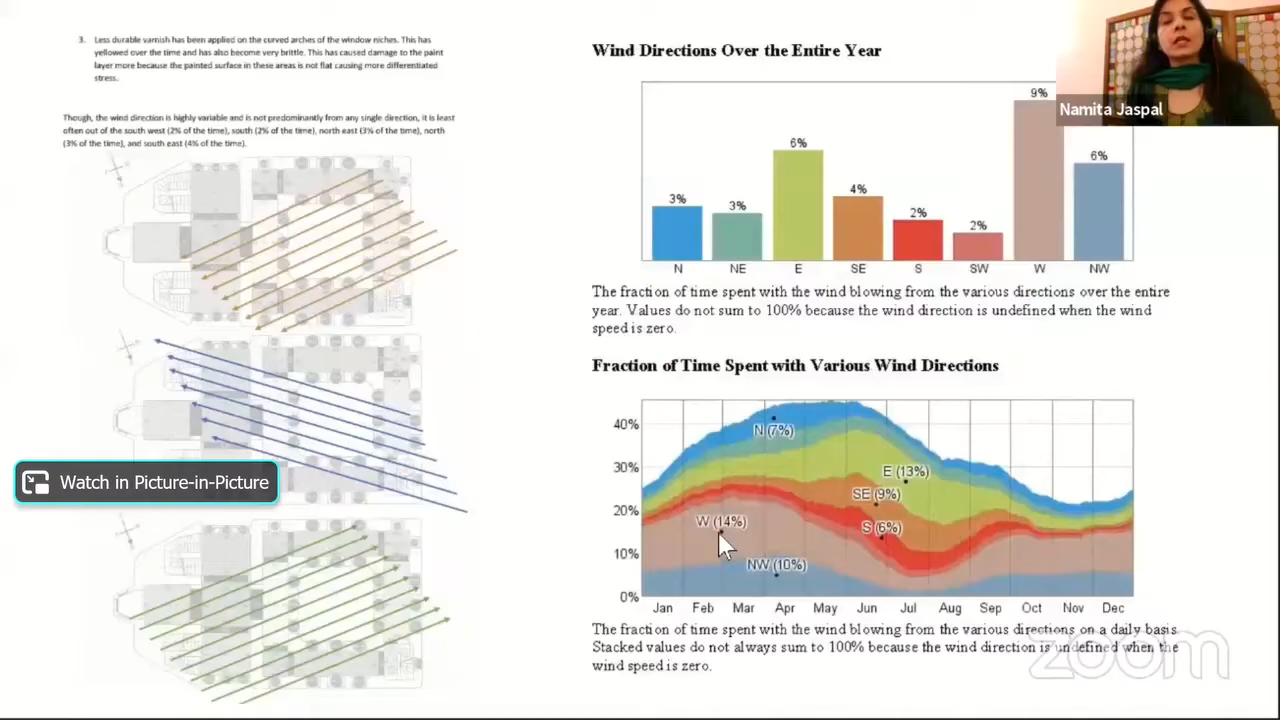 3. Less durable varnish has been applied on the curved arches of the window niches. This has
yellowed over the time and has also become very brittle. This has caused damage to the paint
layer more because the painted surface in these areas is not flat causing more differentiated
stress.
Though, the wind direction is highly variable and is not predominantly from any single direction, it is least
often out of the south west (2% of the time), south (2% of the time), north east (3% of the time), north
(3% of the time), and south east (4% of the time).
Watch in Picture-in-Picture
Wind Directions Over the Entire Year
9%
6%
6%
4%
3%
3%
2%
2%
N NE E SE S SW W NW
The fraction of time spent with the wind blowing from the various directions over the entire
year. Values do not sum to 100% because the wind direction is undefined when the wind
speed is zero.
Fraction of Time Spent with Various Wind Directions
40%
30%
20%
10%
0%
N (7%)
E (13%)
SE (9%)
W (14%)
S (6%)
NW (10%)
Jan Feb Mar Apr May Jun Jul Aug Sep Oct Nov Dec
The fraction of time spent with the wind blowing from the various directions on a daily basis.
Stacked values do not always sum to 100% because the wind direction is undefined when the
wind speed is zero.
Namita Jaspal
zoom